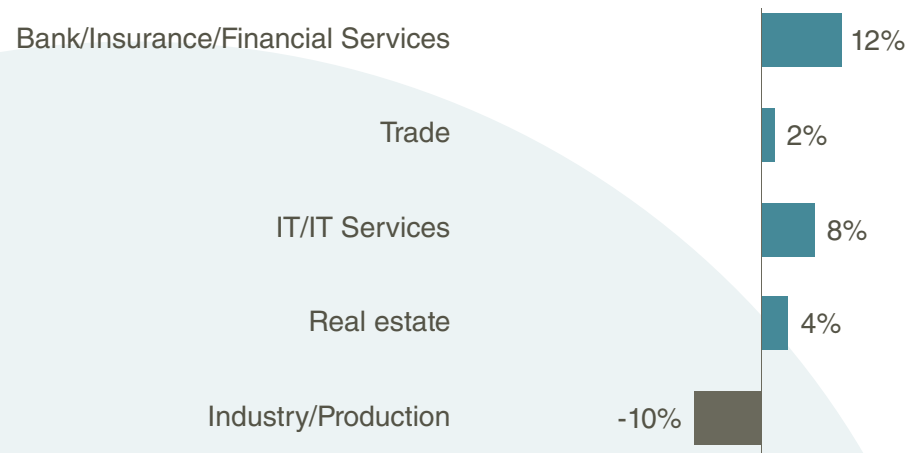 Bank/Insurance/Financial Services 12%
Trade 2%
IT/IT Services 8%
Real estate 4%
Industry/Production -10%